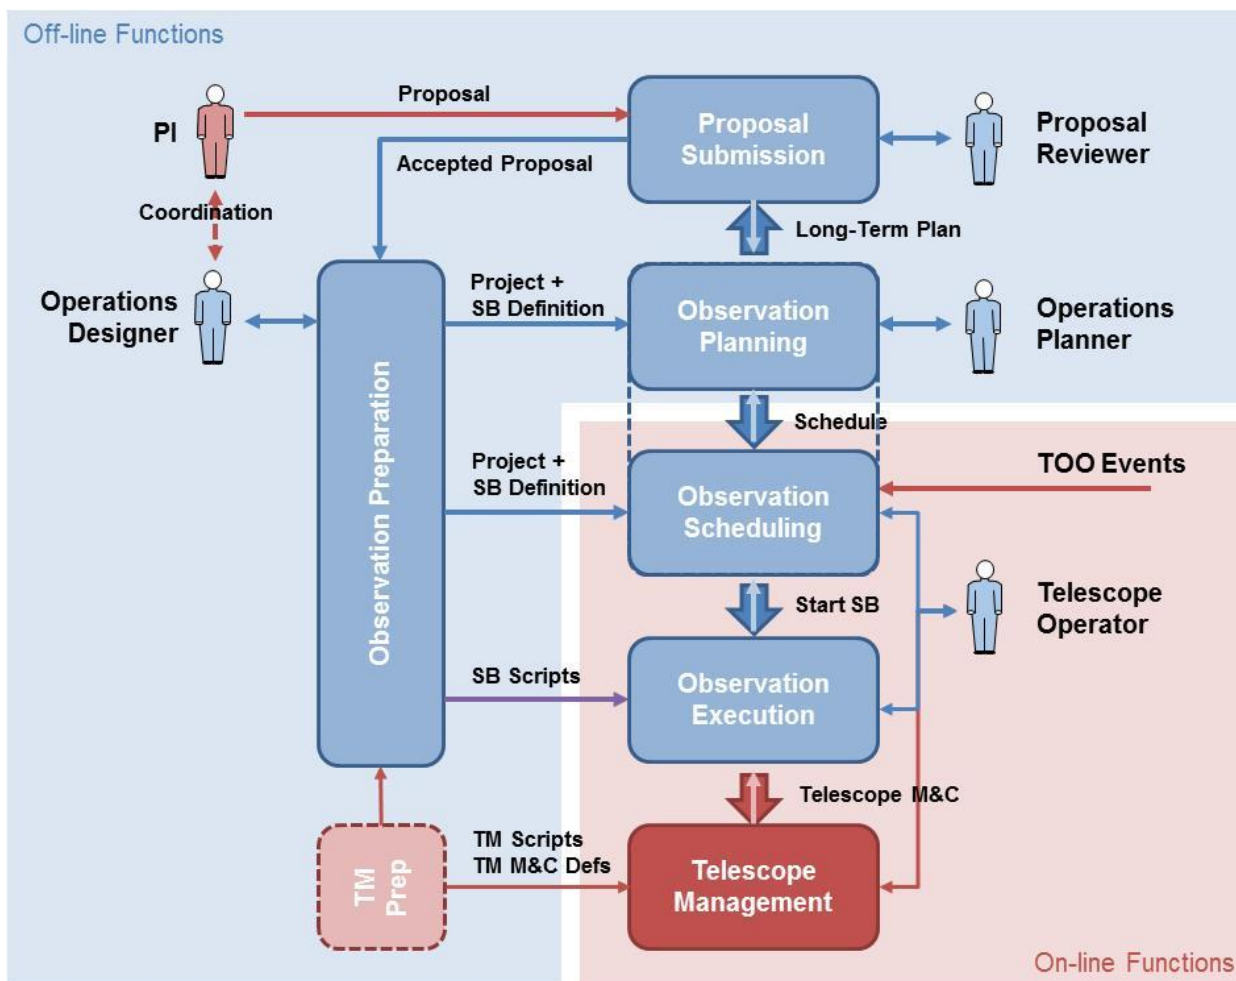 Off-line Functions
PI
Proposal
Proposal
Submission
Proposal
Reviewer
Accepted Proposal
Coordination
Long-Term Plan
Operations
Designer
Project +
SB Definition
Observation
Planning
Operations
Planner
Observation Preparation
Schedule
Project +
SB Definition
Observation
Scheduling
TOO Events
Start SB
Telescope
Operator
SB Scripts
Observation
Execution
Telescope M&C
TM
Prep
TM Scripts
TM M&C Defs
Telescope
Management
On-line Functions